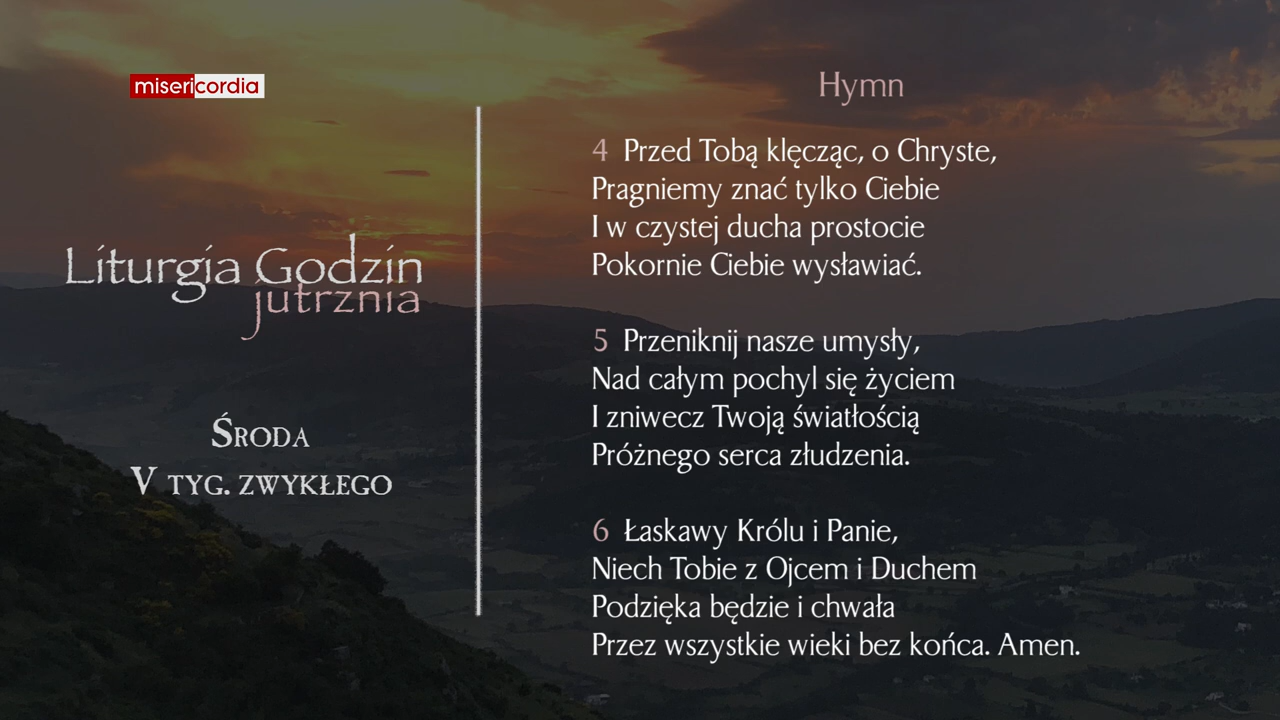 misericordia
Liturgia Godzin
jutrznia
Środa
V tyg. zwykłego
Hymn
4 Przed Tobą klęcząc, o Chryste,
Pragniemy znać tylko Ciebie
I w czystej ducha prostocie
Pokornie Ciebie wysławiać.
5 Przeniknij nasze umysły,
Nad całym pochyl się życiem
I zniwecz Twoją światłością
Próżnego serca złudzenia.
6 Łaskawy Królu i Panie,
Niech Tobie z Ojcem i Duchem
Podzięka będzie i chwała
Przez wszystkie wieki bez końca. Amen.